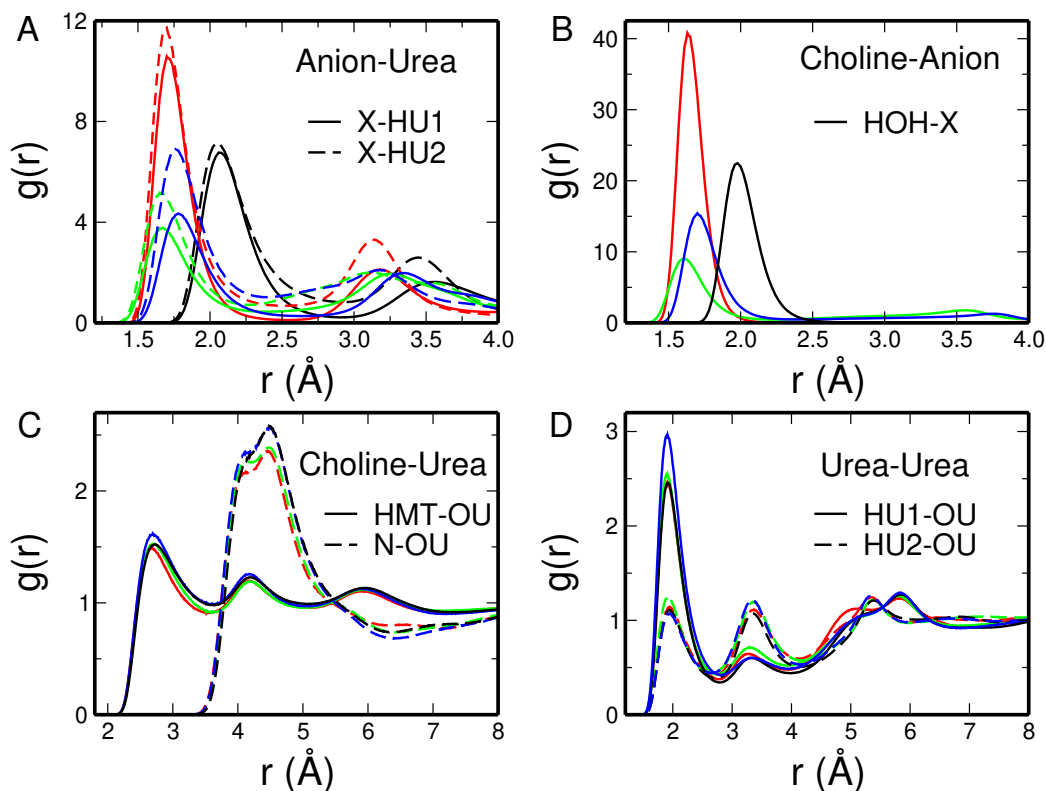 A
Anion-Urea
X-HU1
X-HU2
g(r)
12
8
4
0
1.5 2.0 2.5 3.0 3.5 4.0
r (Å)
B
Choline-Anion
HOH-X
g(r)
40
30
20
10
0
1.5 2.0 2.5 3.0 3.5 4.0
r (Å)
C
Choline-Urea
HMT-OU
N-OU
g(r)
2
1
0
2 3 4 5 6 7 8
r (Å)
D
Urea-Urea
HU1-OU
HU2-OU
g(r)
3
2
1
0
2 3 4 5 6 7 8
r (Å)